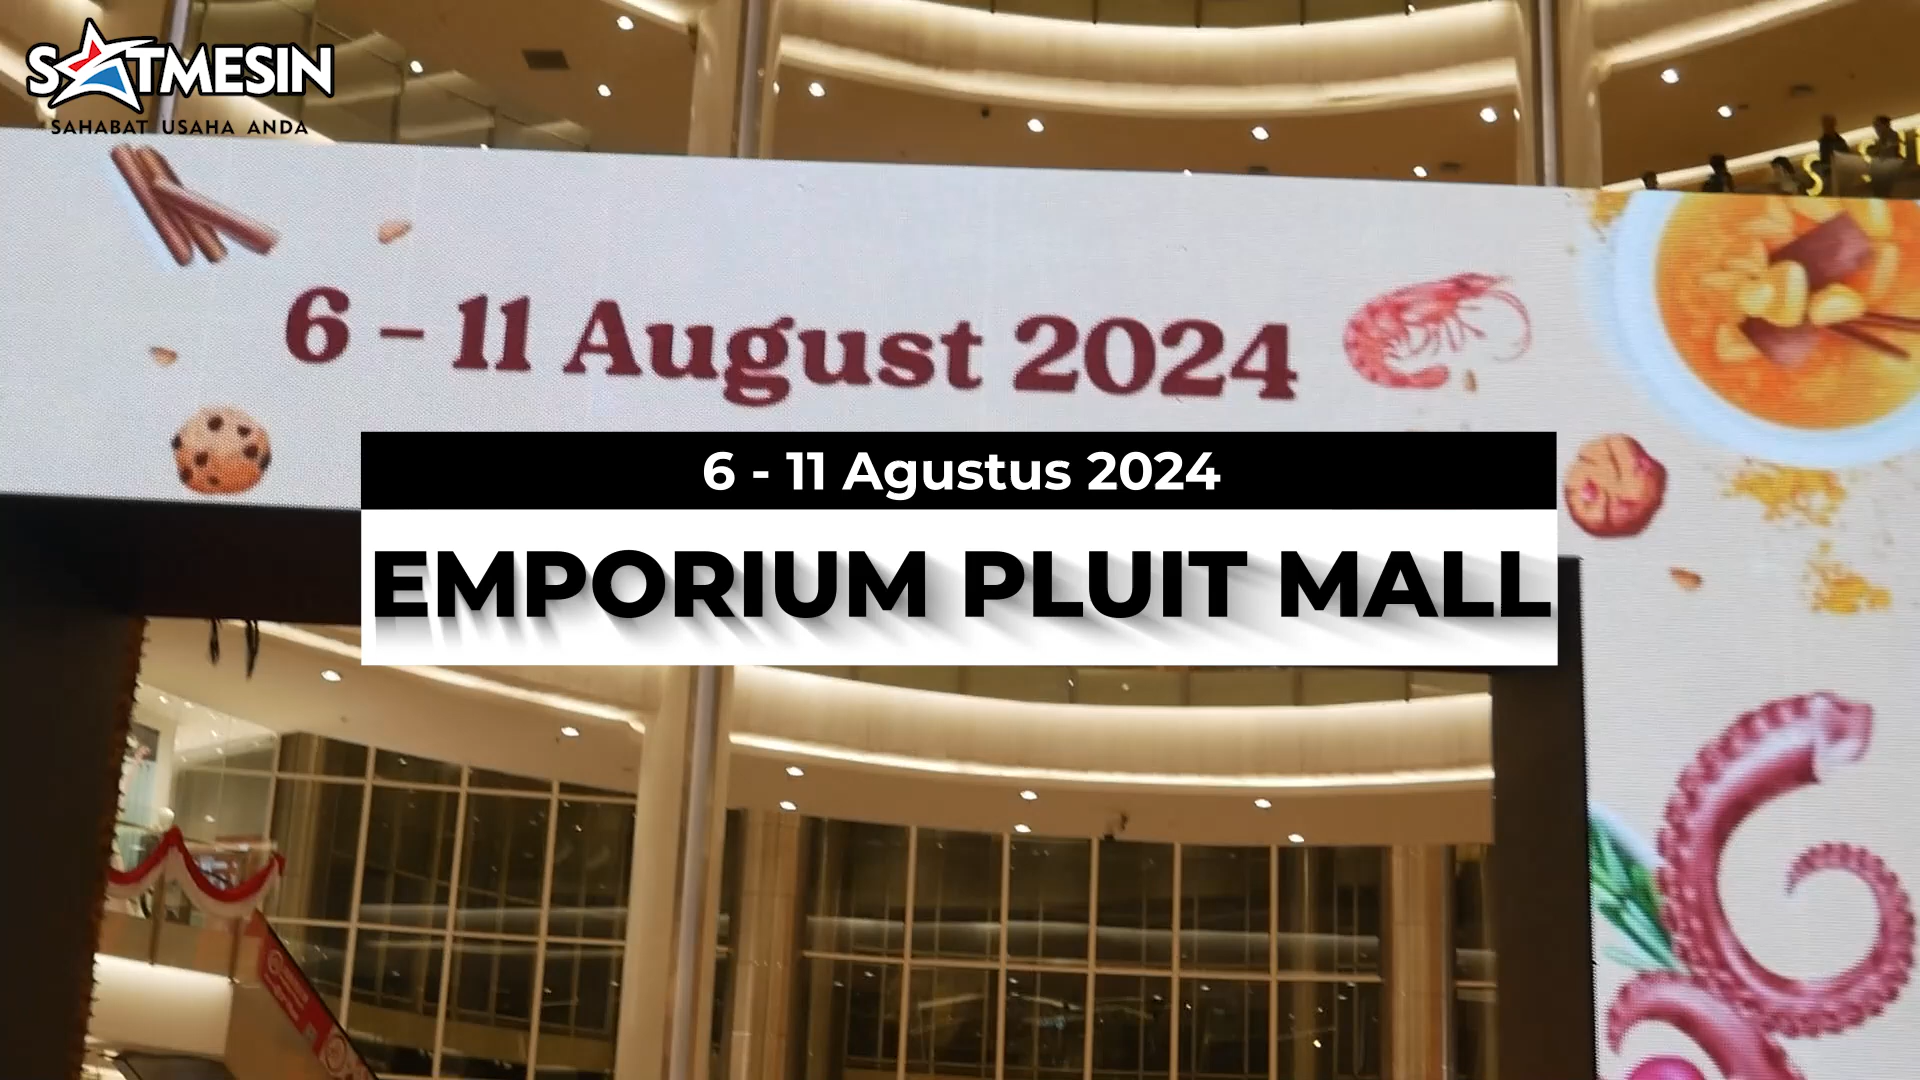 SATMESIN
SAHABAT USAHA ANDA
6 – 11 August 2024
6 - 11 Agustus 2024
EMPORIUM PLUIT MALL